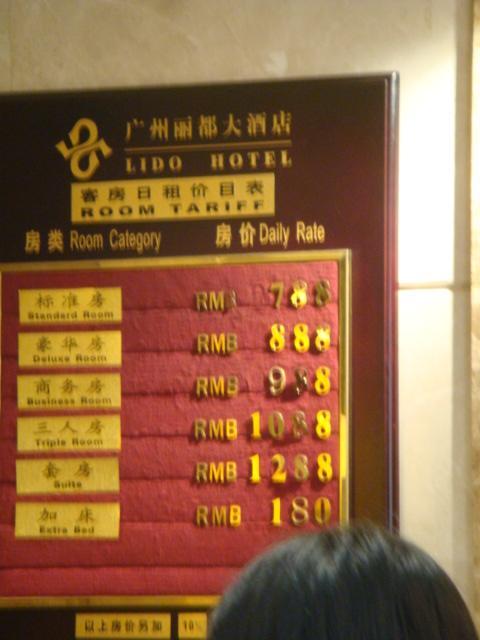 广州丽都大酒店
LIDO HOTEL
客房日租价目表
ROOM TARIFF
房类 Room Category 房价 Daily Rate
标准房 RMB 788
Standard Room
豪华房 RMB 888
Deluxe Room
商务房 RMB 988
Business Room
三人房 RMB 1088
Triple Room
套房 RMB 1288
Suite
加床 RMB 180
Extra Bed
以上房价另加 10%